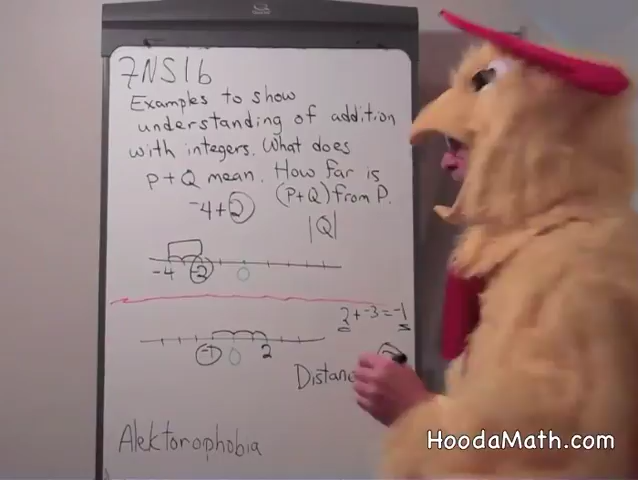 7NS1b
Examples to show
understanding of addition
with integers. What does
P+Q mean. How far is
(P+Q) from P.
-4+2
|Q|
-4 -2 0
2+-3=-1
-1 0 2
Distance
Alektorophobia
HoodaMath.com